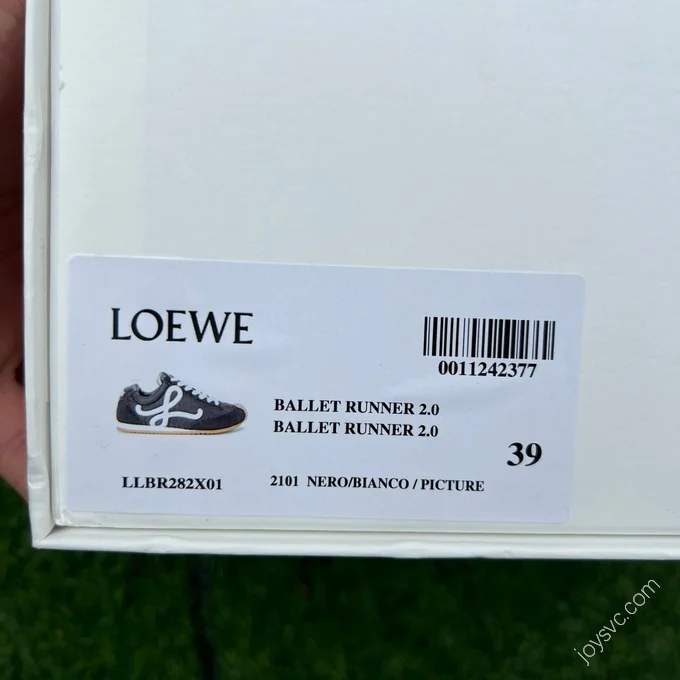 LOEWE
0011242377
BALLET RUNNER 2.0
BALLET RUNNER 2.0
39
LLBR282X01
2101 NERO/BIANCO / PICTURE
joysvc.com